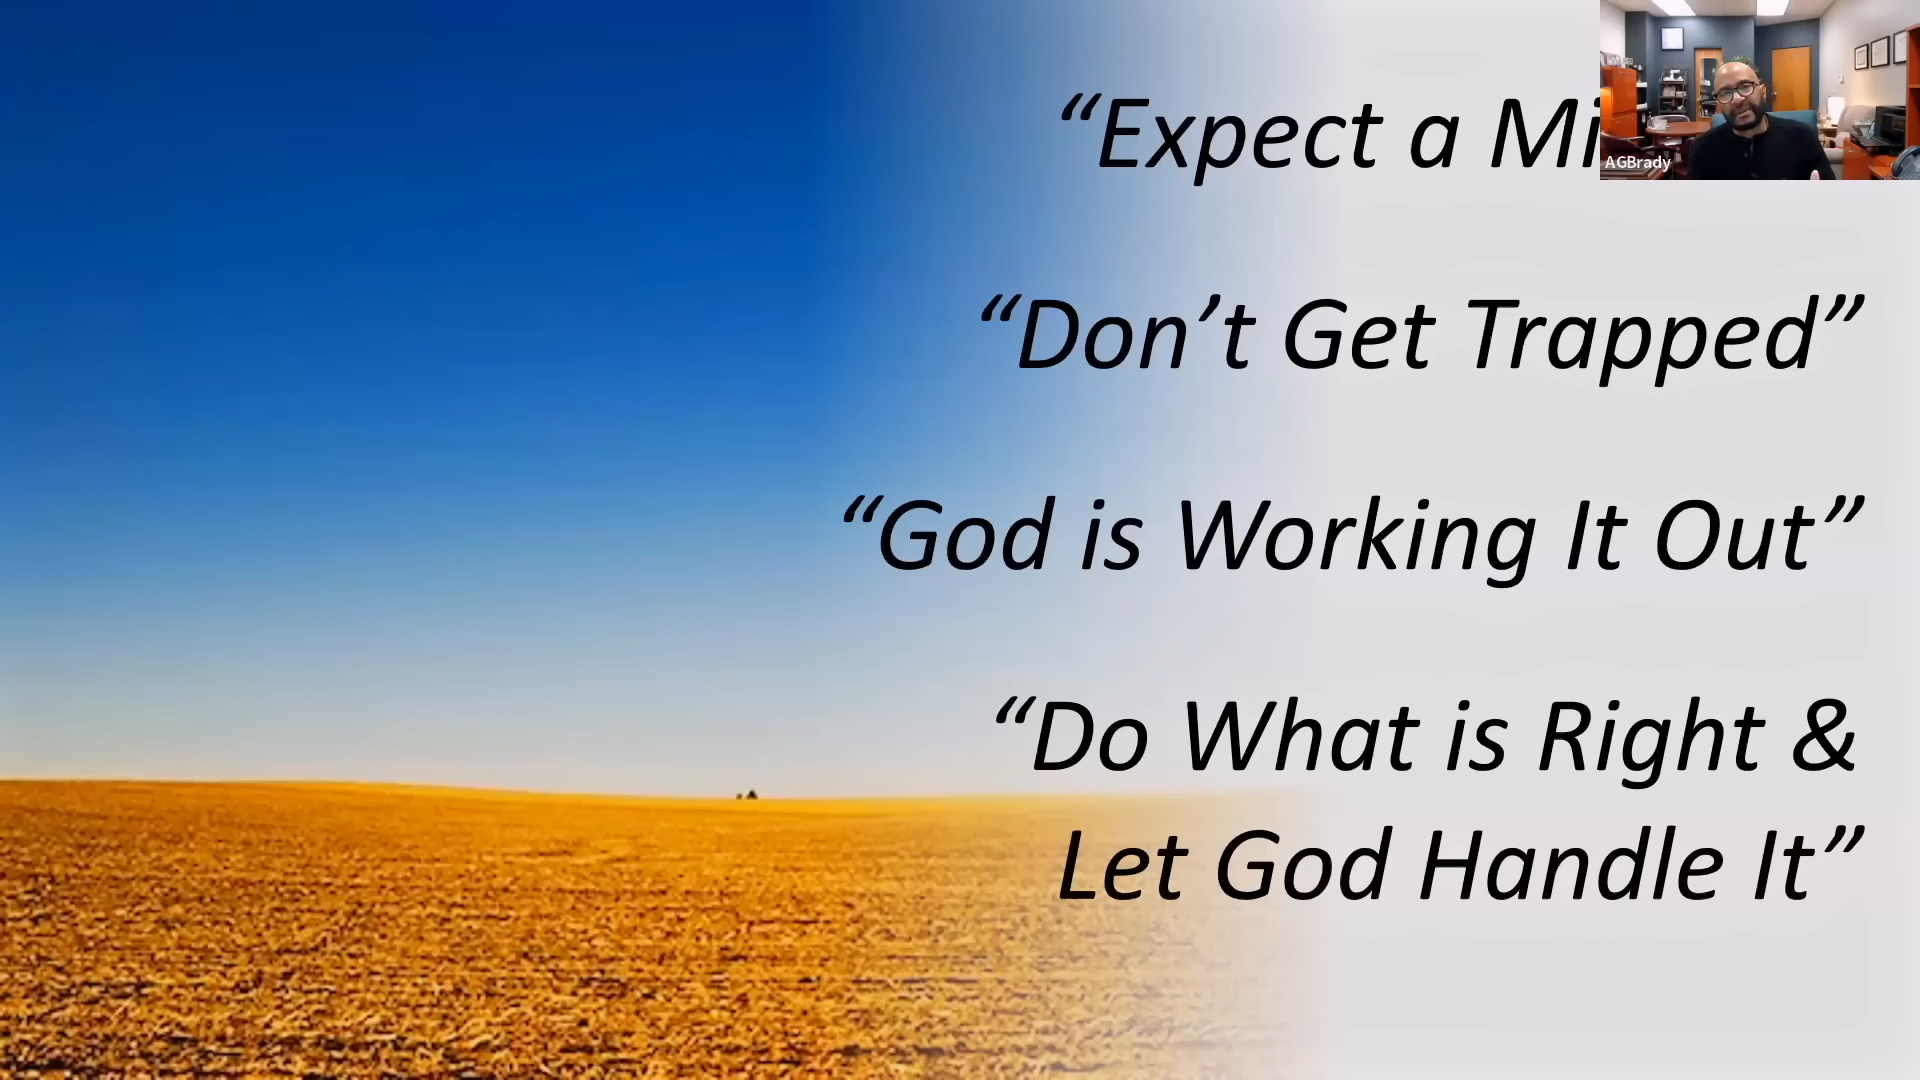 “Expect a Mi
AGBrady
“Don’t Get Trapped”
“God is Working It Out”
“Do What is Right &
Let God Handle It”